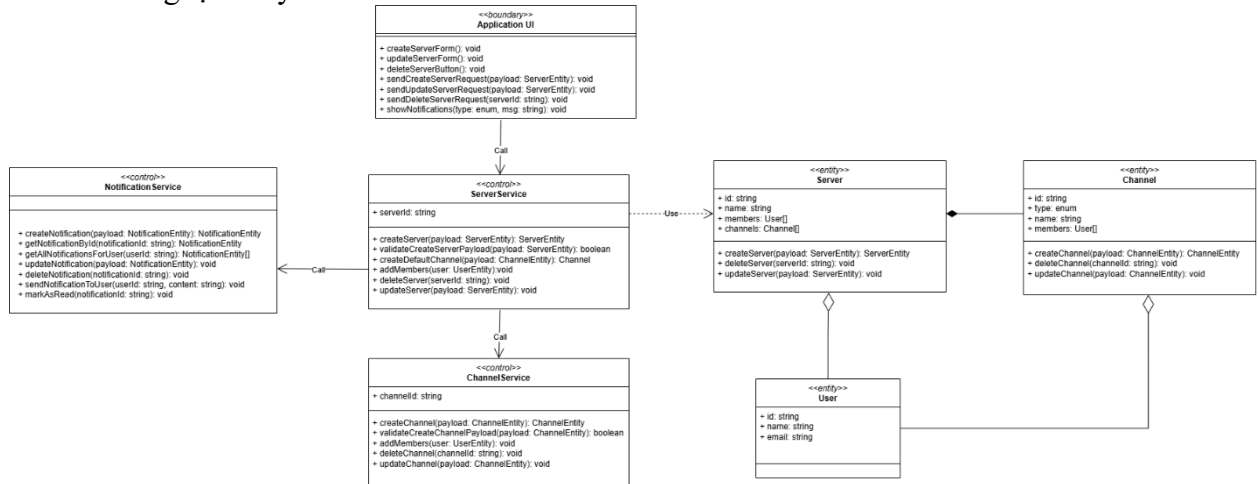 <<boundary>>
Application UI
+ createServerForm(): void
+ updateServerForm(): void
+ deleteServerButton(): void
+ sendCreateServerRequest(payload: ServerEntity): void
+ sendUpdateServerRequest(payload: ServerEntity): void
+ sendDeleteServerRequest(serverId: string): void
+ showNotifications(type: enum, msg: string): void
Call
<<control>>
NotificationService
+ createNotification(payload: NotificationEntity): NotificationEntity
+ getNotificationById(notificationId: string): NotificationEntity
+ getAllNotificationsForUser(userId: string): NotificationEntity[]
+ updateNotification(payload: NotificationEntity): void
+ deleteNotification(notificationId: string): void
+ sendNotificationToUser(userId: string, content: string): void
+ markAsRead(notificationId: string): void
Call
<<control>>
ServerService
+ serverId: string
+ createServer(payload: ServerEntity): ServerEntity
+ validateCreateServerPayload(payload: ServerEntity): boolean
+ createDefaultChannel(payload: ChannelEntity): Channel
+ addMembers(user: UserEntity):void
+ deleteServer(serverId: string): void
+ updateServer(payload: ServerEntity): void
Use
<<entity>>
Server
+ id: string
+ name: string
+ members: User[]
+ channels: Channel[]
+ createServer(payload: ServerEntity): ServerEntity
+ deleteServer(serverId: string): void
+ updateServer(payload: ServerEntity): void
<<entity>>
Channel
+ id: string
+ type: enum
+ name: string
+ members: User[]
+ createChannel(payload: ChannelEntity): ChannelEntity
+ deleteChannel(channelId: string): void
+ updateChannel(payload: ChannelEntity): void
Call
<<control>>
ChannelService
+ channelId: string
+ createChannel(payload: ChannelEntity): ChannelEntity
+ validateCreateChannelPayload(payload: ChannelEntity): boolean
+ addMembers(user: UserEntity): void
+ deleteChannel(channelId: string): void
+ updateChannel(payload: ChannelEntity): void
<<entity>>
User
+ id: string
+ name: string
+ email: string